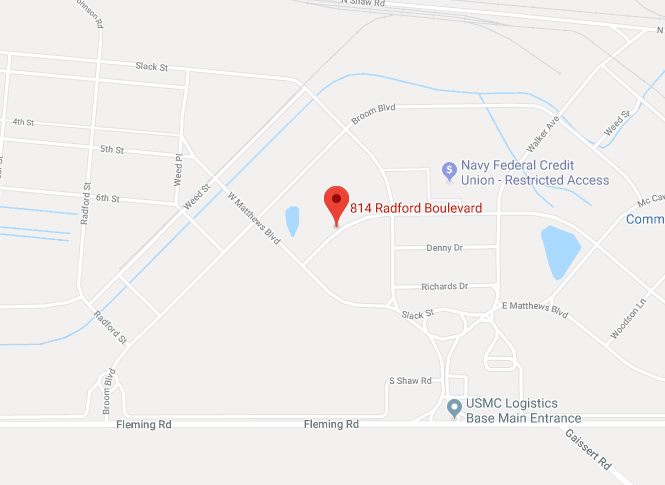 N Shaw Rd
N
Johnson Rd
Slack St
Broom Blvd
Weed St
4th St
Walker Ave
5th St
Weed Pl
Navy Federal Credit
Union - Restricted Access
6th St
Radford St
Weed St
W Matthews Blvd
814 Radford Boulevard
Mc Caw
Comm
Denny Dr
Richards Dr
E Matthews Blvd
Slack St
Woodson Ln
Radford St
Broom Blvd
S Shaw Rd
USMC Logistics
Base Main Entrance
Fleming Rd
Fleming Rd
Gaissert Rd